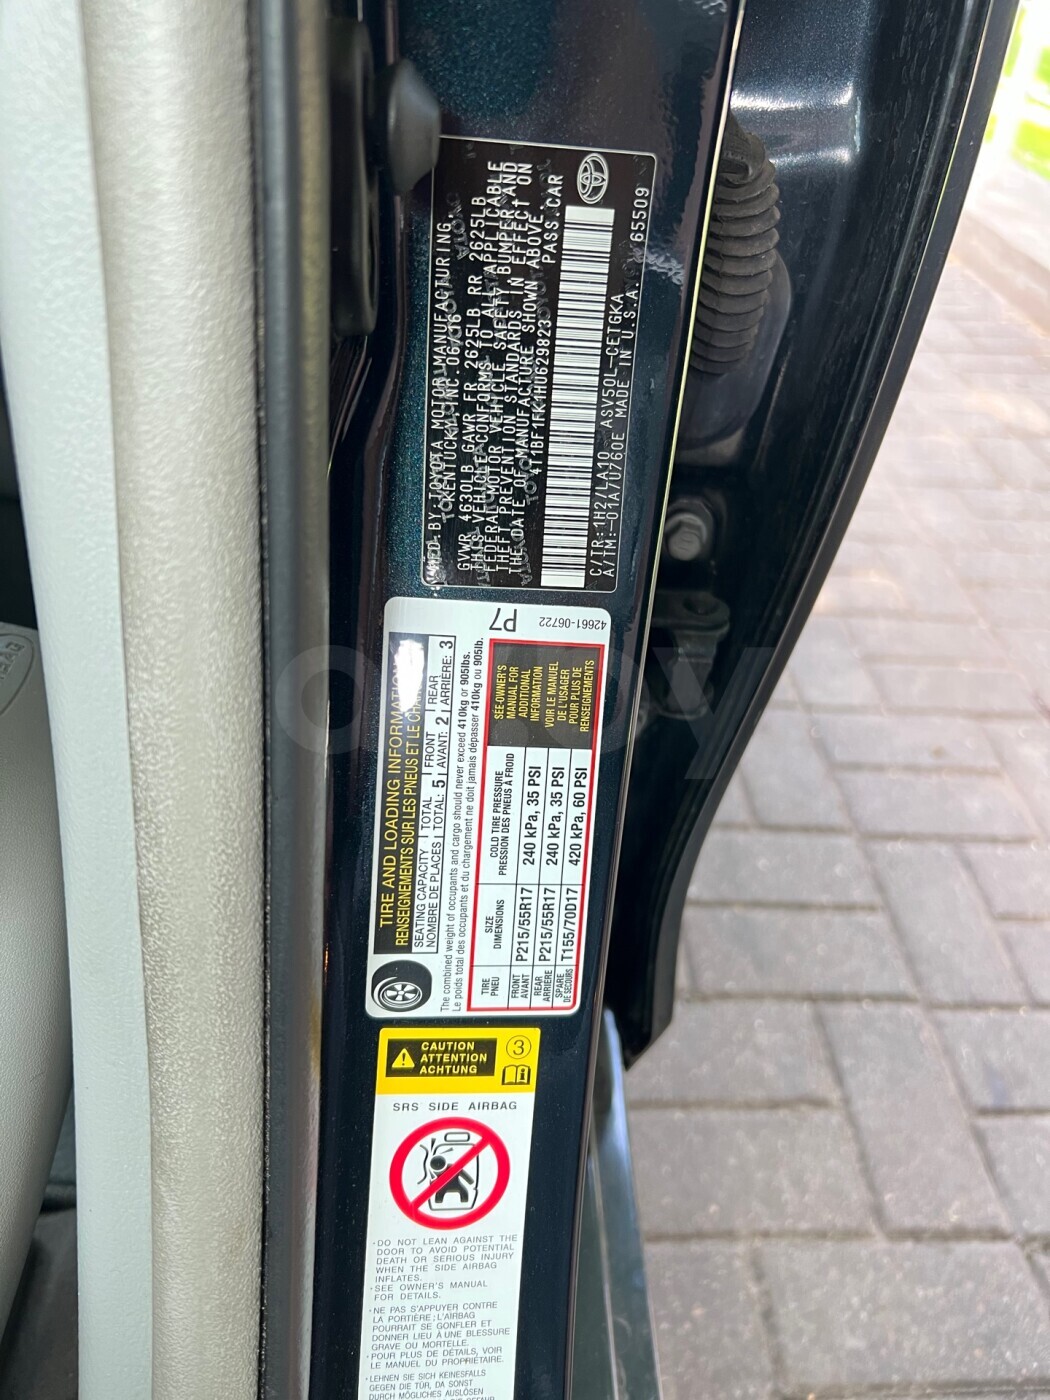 MFD. BY: TOYOTA MOTOR MANUFACTURING,
KENTUCKY, INC. 06/16
GVWR 4630LB GAWR FR 2625LB RR 2625LB
THIS VEHICLE CONFORMS TO ALL APPLICABLE
FEDERAL MOTOR VEHICLE SAFETY, BUMPER, AND
THEFT PREVENTION STANDARDS IN EFFECT ON
THE DATE OF MANUFACTURE SHOWN ABOVE.
4T1BF1FK1HU629823 PASS.CAR
C/TR: 1H2/LA10 ASV50L-CETGKA
A/TM: -01A/U760E MADE IN U.S.A. 65509
TIRE AND LOADING INFORMATION
RENSEIGNEMENTS SUR LES PNEUS ET LE
SEATING CAPACITY TOTAL FRONT REAR
NOMBRE DE PLACES TOTAL: 5 AVANT: 2 ARRIÈRE: 3
The combined weight of occupants and cargo should never exceed 410kg or 905lbs.
Le poids total des occupants et du chargement ne doit jamais dépasser 410kg ou 905lb.
TIRE SIZE COLD TIRE PRESSURE
PNEU DIMENSIONS PRESSION DES PNEUS À FROID
FRONT
AVANT P215/55R17 240 kPa, 35 PSI
REAR
ARRIÈRE P215/55R17 240 kPa, 35 PSI
SPARE
DE SECOURS T155/70D17 420 kPa, 60 PSI
SEE OWNER'S
MANUAL FOR
ADDITIONAL
INFORMATION
VOIR LE MANUEL
DE L'USAGER
POUR PLUS DE
RENSEIGNEMENTS
P7
42661-06722
CAUTION
ATTENTION
ACHTUNG
3
SRS SIDE AIRBAG
·DO NOT LEAN AGAINST THE
DOOR TO AVOID POTENTIAL
DEATH OR SERIOUS INJURY
WHEN THE SIDE AIRBAG
INFLATES.
·SEE OWNER'S MANUAL
FOR DETAILS.
·NE PAS S'APPUYER CONTRE
LA PORTIÈRE; L'AIRBAG
POURRAIT SE GONFLER ET
DONNER LIEU À UNE BLESSURE
GRAVE OU MORTELLE.
·POUR PLUS DE DÉTAILS, VOIR
LE MANUEL DU PROPRIÉTAIRE.
·LEHNEN SIE SICH KEINESFALLS
GEGEN DIE TÜR, DA SONST
DURCH MÖGLICHES AUSLÖSEN